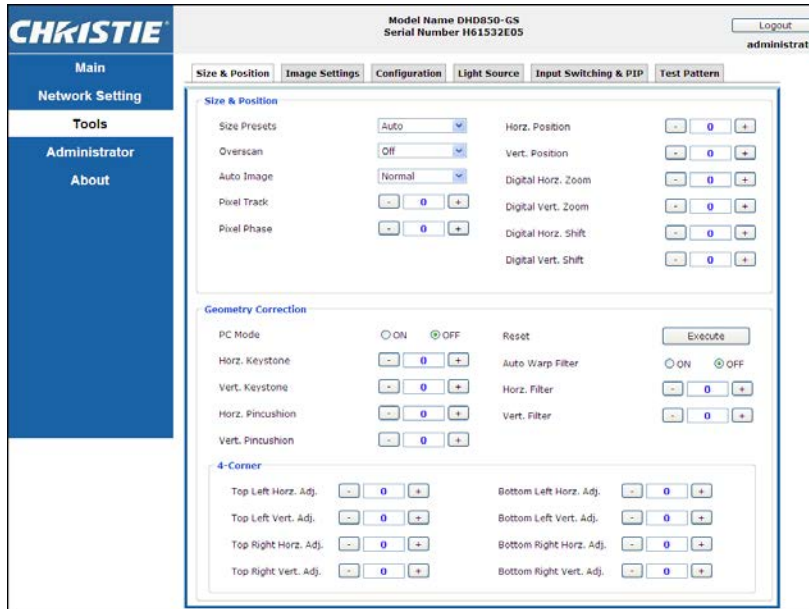 CHRISTIE
Model Name DHD850-GS
Serial Number H61532E05
Logout
administrat
Main
Network Setting
Tools
Administrator
About
Size & Position
Image Settings
Configuration
Light Source
Input Switching & PIP
Test Pattern
Size & Position
Size Presets Auto
Overscan Off
Auto Image Normal
Pixel Track - 0 +
Pixel Phase - 0 +
Horz. Position - 0 +
Vert. Position - 0 +
Digital Horz. Zoom - 0 +
Digital Vert. Zoom - 0 +
Digital Horz. Shift - 0 +
Digital Vert. Shift - 0 +
Geometry Correction
PC Mode ON OFF
Horz. Keystone - 0 +
Vert. Keystone - 0 +
Horz. Pincushion - 0 +
Vert. Pincushion - 0 +
Reset Execute
Auto Warp Filter ON OFF
Horz. Filter - 0 +
Vert. Filter - 0 +
4-Corner
Top Left Horz. Adj. - 0 +
Top Left Vert. Adj. - 0 +
Top Right Horz. Adj. - 0 +
Top Right Vert. Adj. - 0 +
Bottom Left Horz. Adj. - 0 +
Bottom Left Vert. Adj. - 0 +
Bottom Right Horz. Adj. - 0 +
Bottom Right Vert. Adj. - 0 +